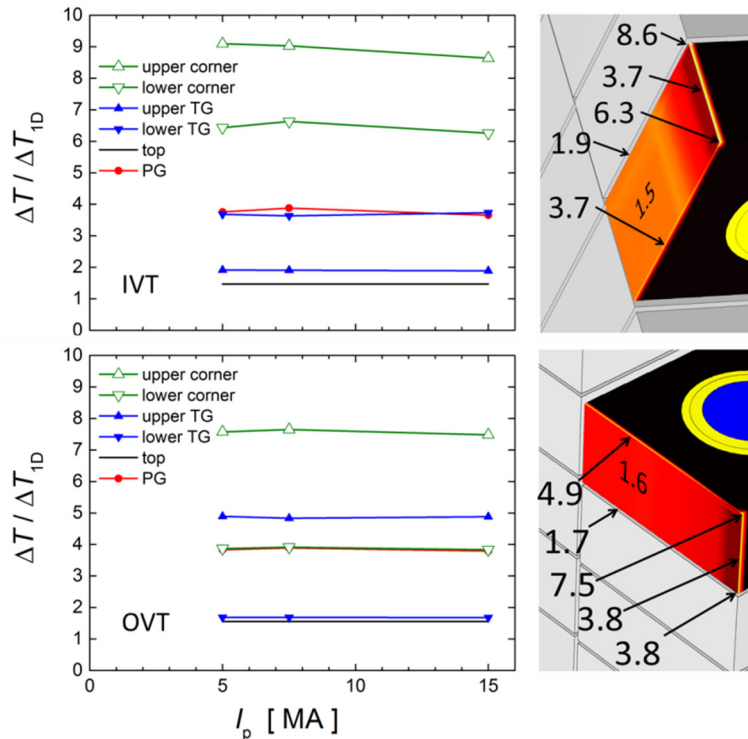 10
9
8
7
6
5
4
3
2
1
0
ΔT / ΔT1D
upper corner
lower corner
upper TG
lower TG
top
PG
IVT
8.6
3.7
6.3
1.9
3.7
1.5
10
9
8
7
6
5
4
3
2
1
0
ΔT / ΔT1D
upper corner
lower corner
upper TG
lower TG
top
PG
OVT
0 5 10 15
Ip [ MA ]
1.6
4.9
1.7
7.5
3.8
3.8